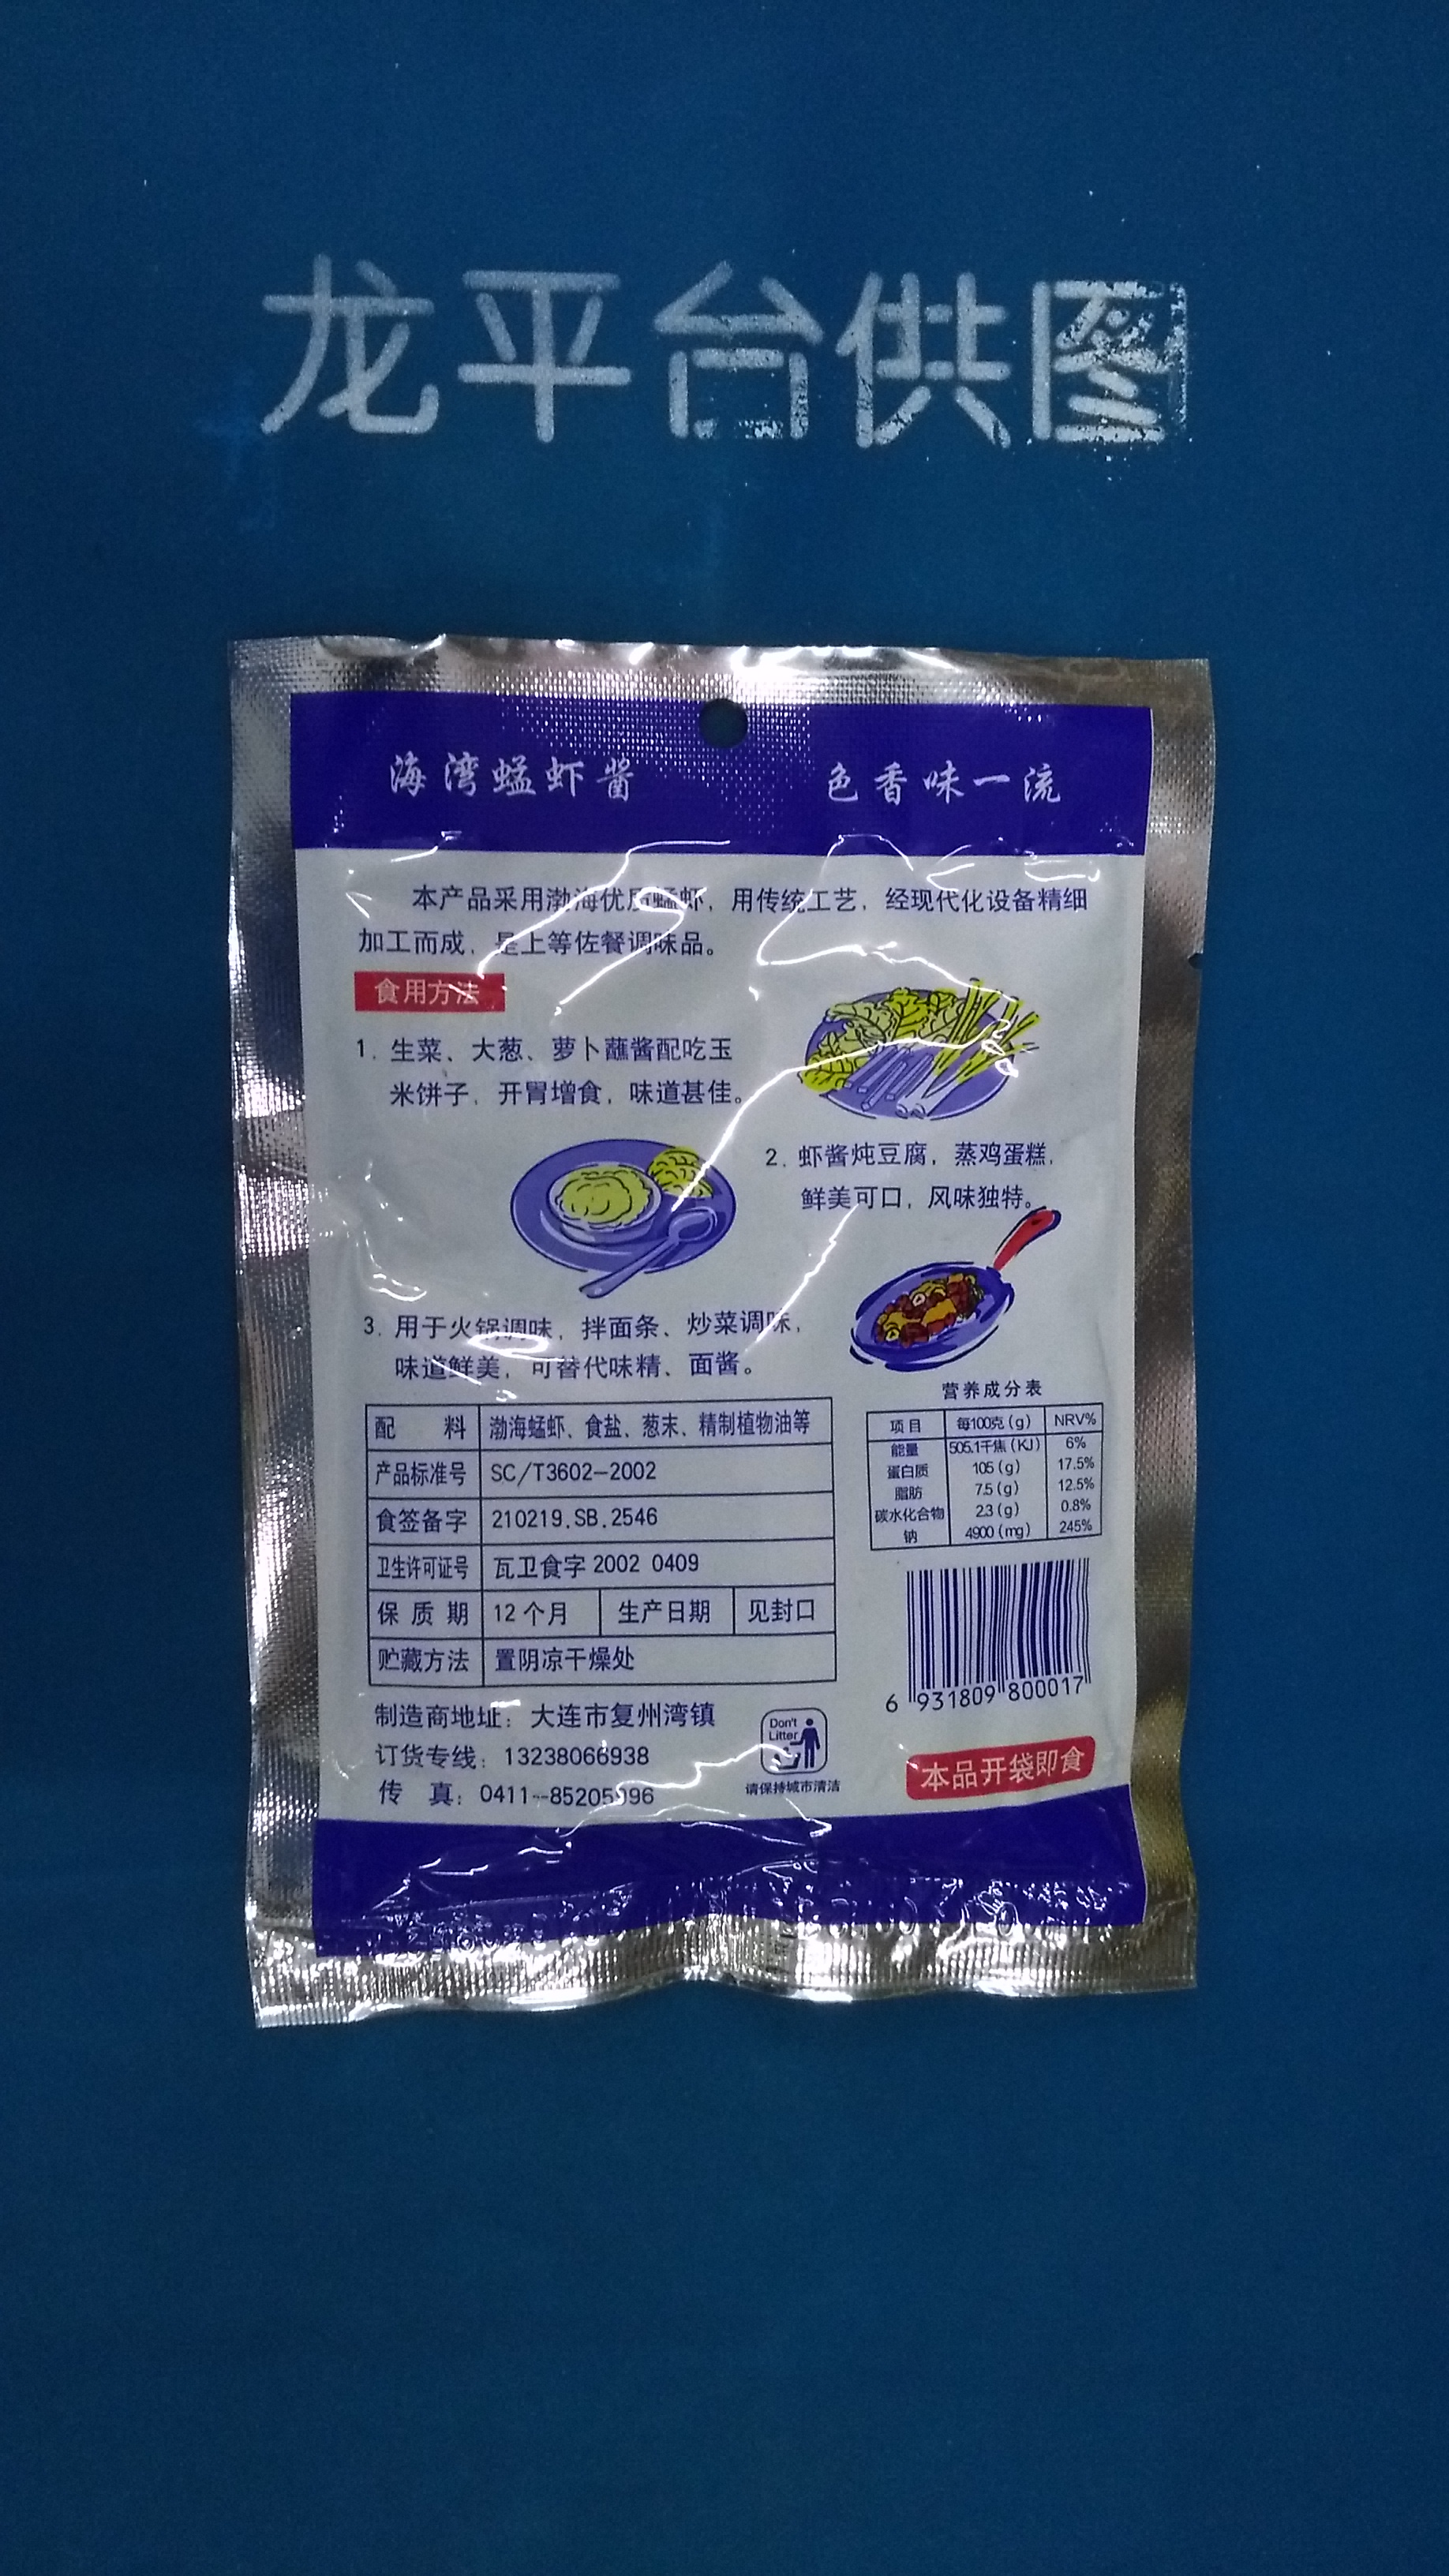 龙平台供图
海湾蜢虾酱 色香味一流
本产品采用渤海优质蜢虾，用传统工艺，经现代化设备精细
加工而成，是上等佐餐调味品。
食用方法
1. 生菜、大葱、萝卜蘸酱配吃玉
米饼子，开胃增食，味道甚佳。
2. 虾酱炖豆腐，蒸鸡蛋糕，
鲜美可口，风味独特。
3. 用于火锅调味，拌面条、炒菜调味，
味道鲜美，可替代味精、面酱。
配 料 渤海蜢虾、食盐、葱末、精制植物油等
产品标准号 SC/T3602-2002
食签备字 210219.SB.2546
卫生许可证号 瓦卫食字 2002 0409
保质期 12个月 生产日期 见封口
贮藏方法 置阴凉干燥处
营养成分表
项目 每100克(g) NRV%
能量 505.1千焦(KJ) 6%
蛋白质 105(g) 17.5%
脂肪 7.5(g) 12.5%
碳水化合物 2.3(g) 0.8%
钠 4900(mg) 245%
6 931809 800017
制造商地址：大连市复州湾镇
订货专线：13238066938
传 真：0411--85205
Don't
Litter
请保持城市清洁
本品开袋即食